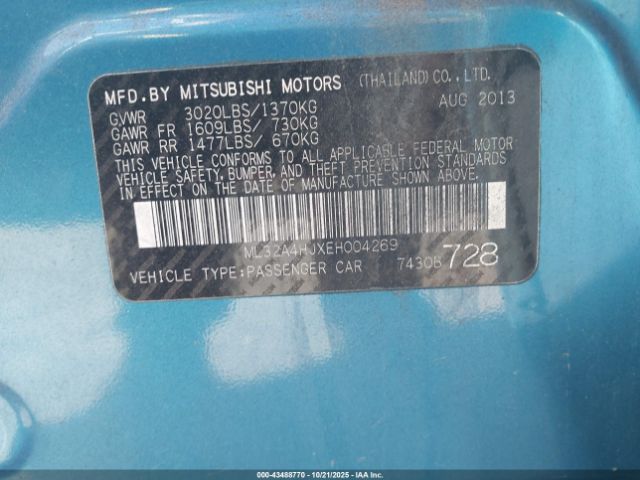 MFD.BY MITSUBISHI MOTORS (THAILAND) CO.,LTD.
GVWR 3020LBS/1370KG AUG 2013
GAWR FR 1609LBS/ 730KG
GAWR RR 1477LBS/ 670KG
THIS VEHICLE CONFORMS TO ALL APPLICABLE FEDERAL MOTOR
VEHICLE SAFETY, BUMPER, AND THEFT PREVENTION STANDARDS
IN EFFECT ON THE DATE OF MANUFACTURE SHOWN ABOVE.
ML32A4HJXEH004269
VEHICLE TYPE:PASSENGER CAR 7430B 728
000-43488770 - 10/21/2025 - Copyright © IAA, LLC